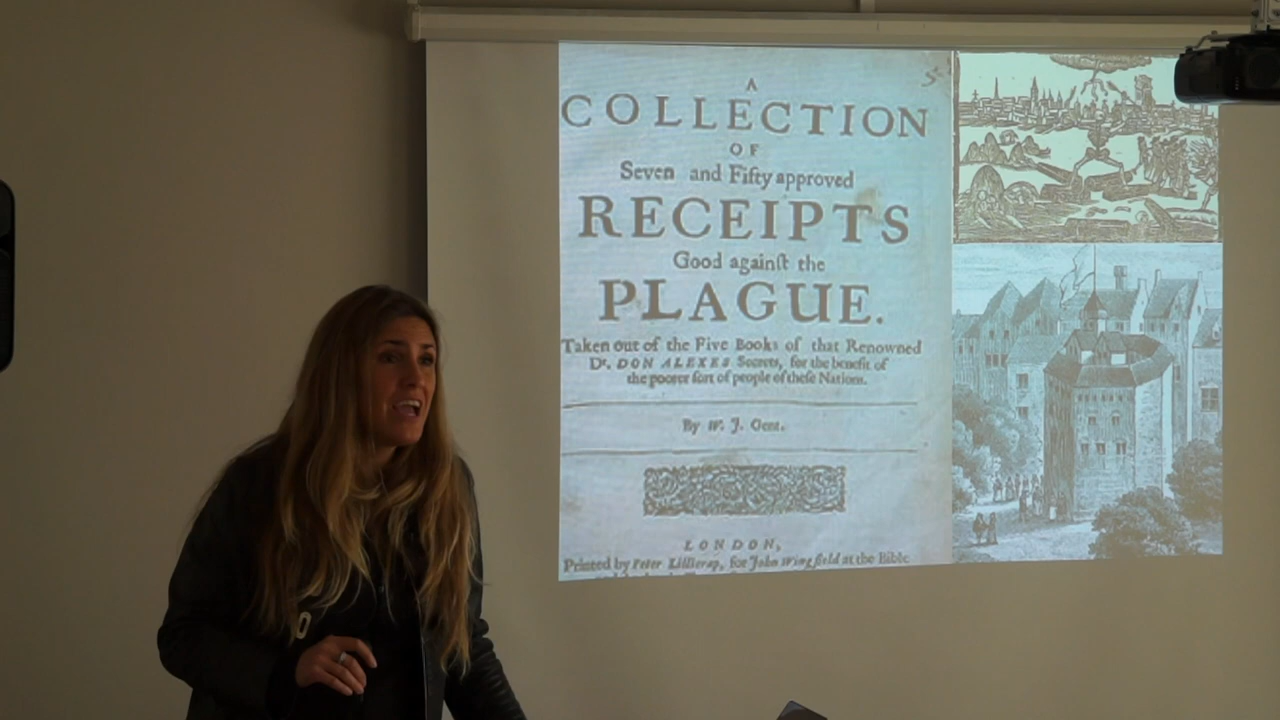 A
COLLECTION
OF
Seven and Fifty approved
RECEIPTS
Good againſt the
PLAGUE.
Taken out of the Five Books of that Renowned
Dr. DON ALEXES Secrets, for the benefit of
the poorer ſort of people of theſe Nations.
By W. J. Gent.
LONDON,
Printed by Peter for John Wingfield at the Bible